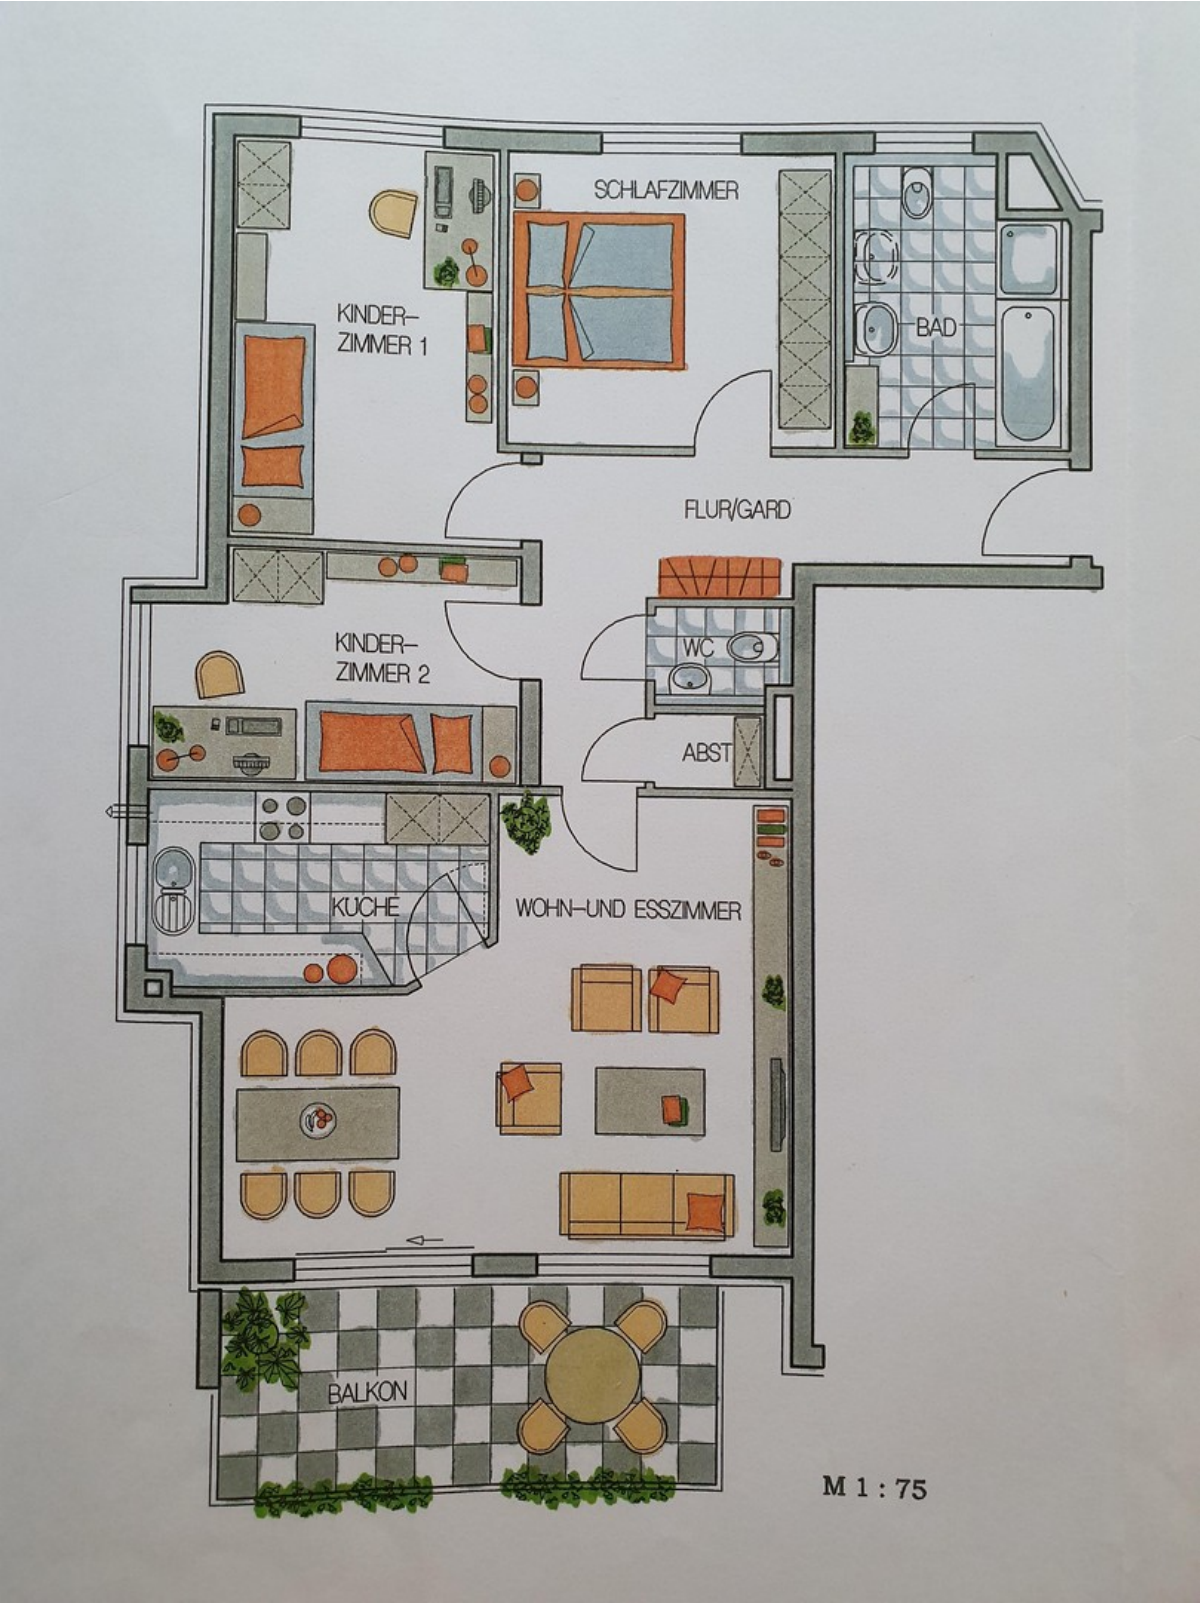 SCHLAFZIMMER
KINDER-
ZIMMER 1
BAD
FLUR/GARD
KINDER-
ZIMMER 2
WC
ABST
KÜCHE
WOHN-UND ESSZIMMER
BALKON
M 1 : 75